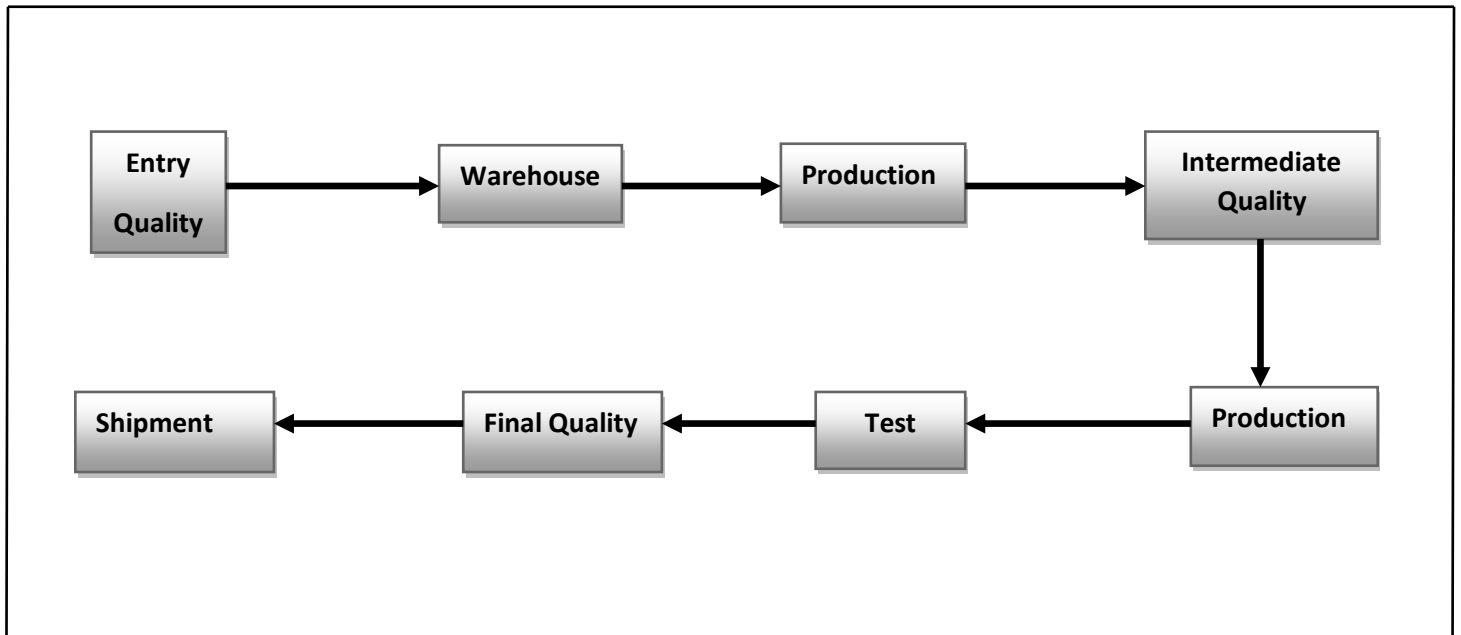 Entry
Quality
Warehouse
Production
Intermediate
Quality
Production
Test
Final Quality
Shipment